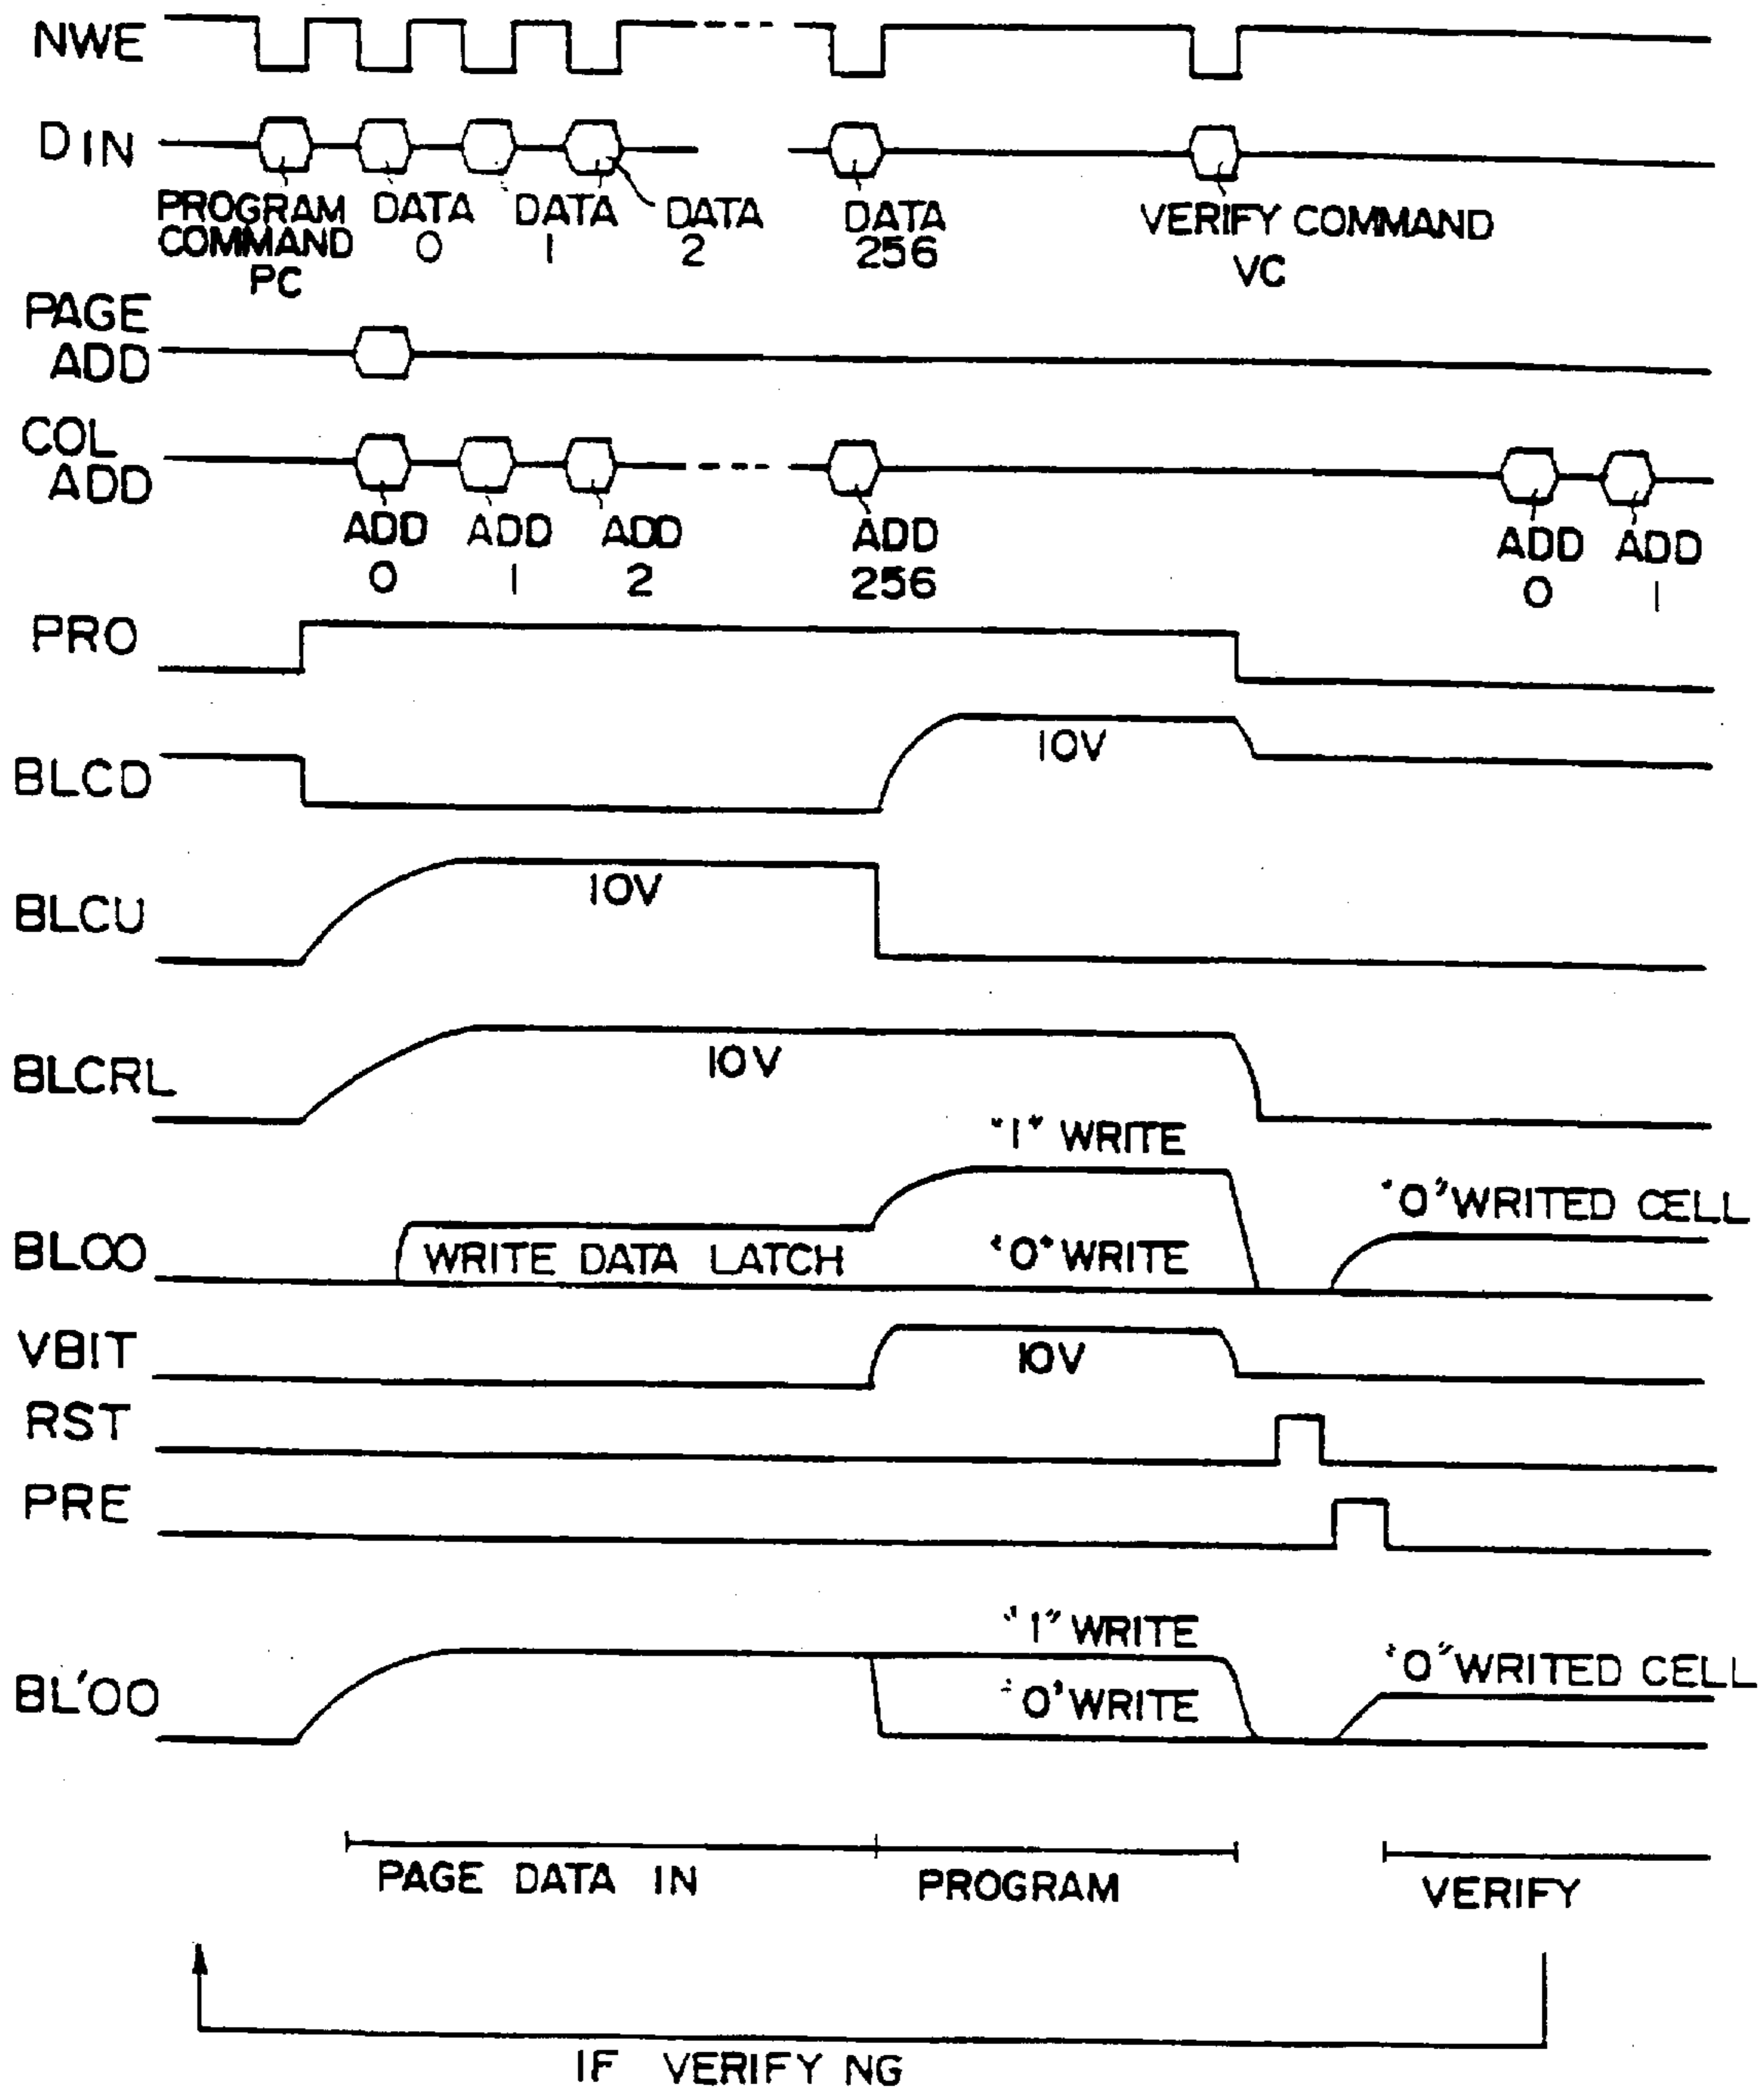 NWE
DIN
PROGRAM COMMAND PC
DATA 0
DATA 1
DATA 2
DATA 256
VERIFY COMMAND VC
PAGE ADD
COL ADD
ADD 0
ADD 1
ADD 2
ADD 256
ADD 0
ADD 1
PRO
BLCD
10V
BLCU
10V
BLCRL
10V
"1" WRITE
BL00
WRITE DATA LATCH
"0" WRITE
"0" WRITED CELL
VBIT
10V
RST
PRE
"1" WRITE
BL'00
"0" WRITE
"0" WRITED CELL
PAGE DATA IN
PROGRAM
VERIFY
IF VERIFY NG